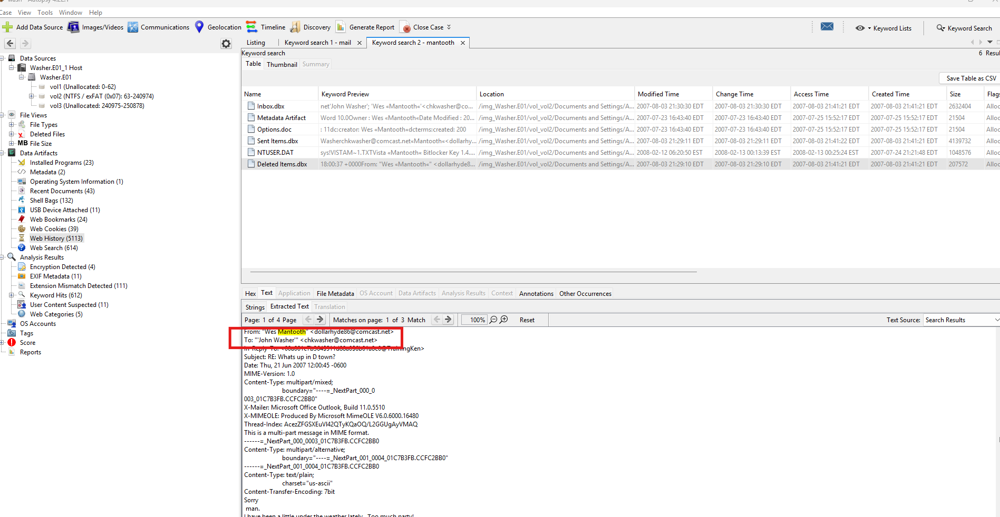 wash - Autopsy 4.22.1
Case View Tools Window Help
Add Data Source Images/Videos Communications Geolocation Timeline Discovery Generate Report Close Case Keyword Lists Keyword Search
Listing Keyword search 1 - mail Keyword search 2 - mantooth
Keyword search
6 Resul
Table Thumbnail Summary
Save Table as CSV
Data Sources
Washer.E01_1 Host
Washer.E01
vol1 (Unallocated: 0-62)
vol2 (NTFS / exFAT (0x07): 63-240974)
vol3 (Unallocated: 240975-250878)
File Views
File Types
Deleted Files
MB File Size
Data Artifacts
Installed Programs (23)
Metadata (2)
Operating System Information (1)
Recent Documents (43)
Shell Bags (132)
USB Device Attached (11)
Web Bookmarks (24)
Web Cookies (39)
Web History (5113)
Web Search (614)
Analysis Results
Encryption Detected (4)
EXIF Metadata (11)
Extension Mismatch Detected (111)
Keyword Hits (612)
User Content Suspected (11)
Web Categories (5)
OS Accounts
Tags
Score
Reports
Name Keyword Preview Location Modified Time Change Time Access Time Created Time Size Flags
Inbox.dbx net'John Washer'; 'Wes «Mantooth«'<chkwasher@co... /img_Washer.E01/vol_vol2/Documents and Settings/A... 2007-08-03 21:30:30 EDT 2007-08-03 21:30:30 EDT 2007-08-03 21:41:21 EDT 2007-08-03 21:41:21 EDT 2632404 Alloc
Metadata Artifact Word 10.0Owner : Wes «Mantooth«Date Modified : 20... /img_Washer.E01/vol_vol2/Documents and Settings/A... 2007-07-23 16:43:40 EDT 2007-07-23 16:43:40 EDT 2007-07-25 15:52:17 EDT 2007-07-25 15:52:17 EDT 21504 Alloc
Options.doc : 11dc:creator: Wes «Mantooth«dcterms:created: 200 /img_Washer.E01/vol_vol2/Documents and Settings/A... 2007-07-23 16:43:40 EDT 2007-07-23 16:43:40 EDT 2007-07-25 15:52:17 EDT 2007-07-25 15:52:17 EDT 21504 Alloc
Sent Items.dbx Washerchkwasher@comcast.net«Mantooth«<dollarhy... /img_Washer.E01/vol_vol2/Documents and Settings/A... 2007-08-03 21:29:11 EDT 2007-08-03 21:29:11 EDT 2007-08-03 21:41:22 EDT 2007-08-03 21:41:21 EDT 4139732 Alloc
NTUSER.DAT sys!VISTAM~1.TXTVista «Mantooth« Bitlocker Key 1.4.... /img_Washer.E01/vol_vol2/Documents and Settings/A... 2008-02-12 06:20:50 EST 2008-02-13 00:13:39 EST 2008-02-13 00:25:24 EST 2007-07-24 21:21:48 EDT 1048576 Alloc
Deleted Items.dbx 18:00:37 +0000From: "Wes «Mantooth«" <dollarhyde8... /img_Washer.E01/vol_vol2/Documents and Settings/A... 2007-08-03 21:29:10 EDT 2007-08-03 21:29:10 EDT 2007-08-03 21:41:21 EDT 2007-08-03 21:41:21 EDT 207572 Alloc
Hex Text Application File Metadata OS Account Data Artifacts Analysis Results Context Annotations Other Occurrences
Strings Extracted Text Translation
Page: 1 of 4 Page Matches on page: 1 of 3 Match 100% Reset Text Source: Search Results
From: "Wes Mantooth" <dollarhyde86@comcast.net>
To: "'John Washer'" <chkwasher@comcast.net>
Subject: RE: Whats up in D town?
Date: Thu, 21 Jun 2007 12:00:45 -0600
MIME-Version: 1.0
Content-Type: multipart/mixed;
boundary="----=_NextPart_000_0
003_01C7B3FB.CCFC2BB0"
X-Mailer: Microsoft Office Outlook, Build 11.0.5510
X-MIMEOLE: Produced By Microsoft MimeOLE V6.0.6000.16480
Thread-Index: AcezZFGSXEuVI42QTyKQaOQ/L2GGUgAyVMAQ
This is a multi-part message in MIME format.
------=_NextPart_000_0003_01C7B3FB.CCFC2BB0
Content-Type: multipart/alternative;
boundary="----=_NextPart_001_0004_01C7B3FB.CCFC2BB0"
------=_NextPart_001_0004_01C7B3FB.CCFC2BB0
Content-Type: text/plain;
charset="us-ascii"
Content-Transfer-Encoding: 7bit
Sorry
man.
I have been a little under the weather lately. Too much party!